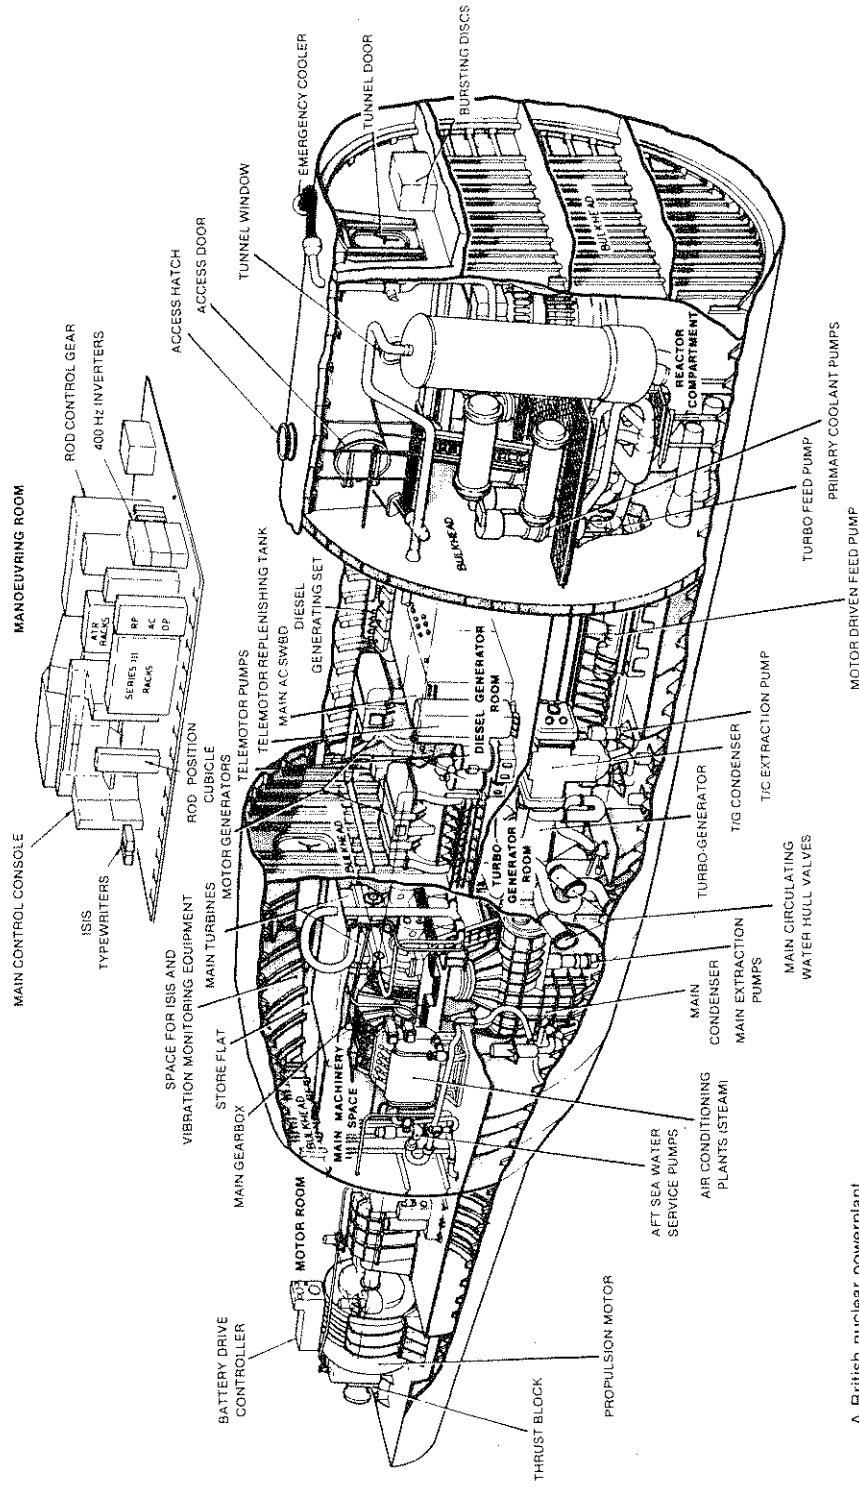 MAIN CONTROL CONSOLE
MANOEUVRING ROOM
ROD CONTROL GEAR
400 Hz INVERTERS
ATR
RACKS
SERIES III
RACKS
RP
AC
DP
ISIS
TYPEWRITERS
ROD POSITION
CUBICLE
ACCESS HATCH
ACCESS DOOR
TUNNEL WINDOW
EMERGENCY COOLER
TUNNEL DOOR
BURSTING DISCS
SPACE FOR ISIS AND
VIBRATION MONITORING EQUIPMENT
STORE FLAT
MAIN GEARBOX
MAIN TURBINES
MOTOR GENERATORS
TELEMOTOR PUMPS
TELEMOTOR REPLENISHING TANK
MAIN AC SWBD
DIESEL
GENERATING SET
BATTERY DRIVE
CONTROLLER
MOTOR ROOM
BULKHEAD
MAIN MACHINERY
SPACE
BULKHEAD
TURBO-
GENERATOR
ROOM
DIESEL GENERATOR
ROOM
BULKHEAD
REACTOR
COMPARTMENT
BULKHEAD
THRUST BLOCK
PROPULSION MOTOR
AFT SEA WATER
SERVICE PUMPS
AIR CONDITIONING
PLANTS (STEAM)
MAIN
CONDENSER
MAIN EXTRACTION
PUMPS
MAIN CIRCULATING
WATER HULL VALVES
TURBO-GENERATOR
T/G CONDENSER
T/G EXTRACTION PUMP
MOTOR DRIVEN FEED PUMP
TURBO FEED PUMP
PRIMARY COOLANT PUMPS
A British nuclear powerplant